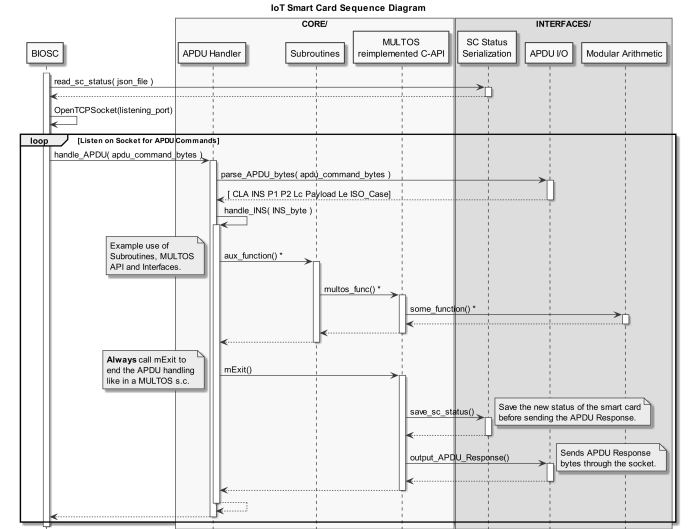 IoT Smart Card Sequence Diagram
CORE/
INTERFACES/
BIOSC
APDU Handler
Subroutines
MULTOS
reimplemented C-API
SC Status
Serialization
APDU I/O
Modular Arithmetic
read_sc_status( json_file )
OpenTCPSocket(listening_port)
loop
[Listen on Socket for APDU Commands]
handle_APDU( apdu_command_bytes )
parse_APDU_bytes( apdu_command_bytes )
[ CLA INS P1 P2 Lc Payload Le ISO_Case]
handle_INS( INS_byte )
Example use of
Subroutines, MULTOS
API and Interfaces.
aux_function() *
multos_func() *
some_function() *
Always call mExit to
end the APDU handling
like in a MULTOS s.c.
mExit()
save_sc_status()
Save the new status of the smart card
before sending the APDU Response.
output_APDU_Response()
Sends APDU Response
bytes through the socket.